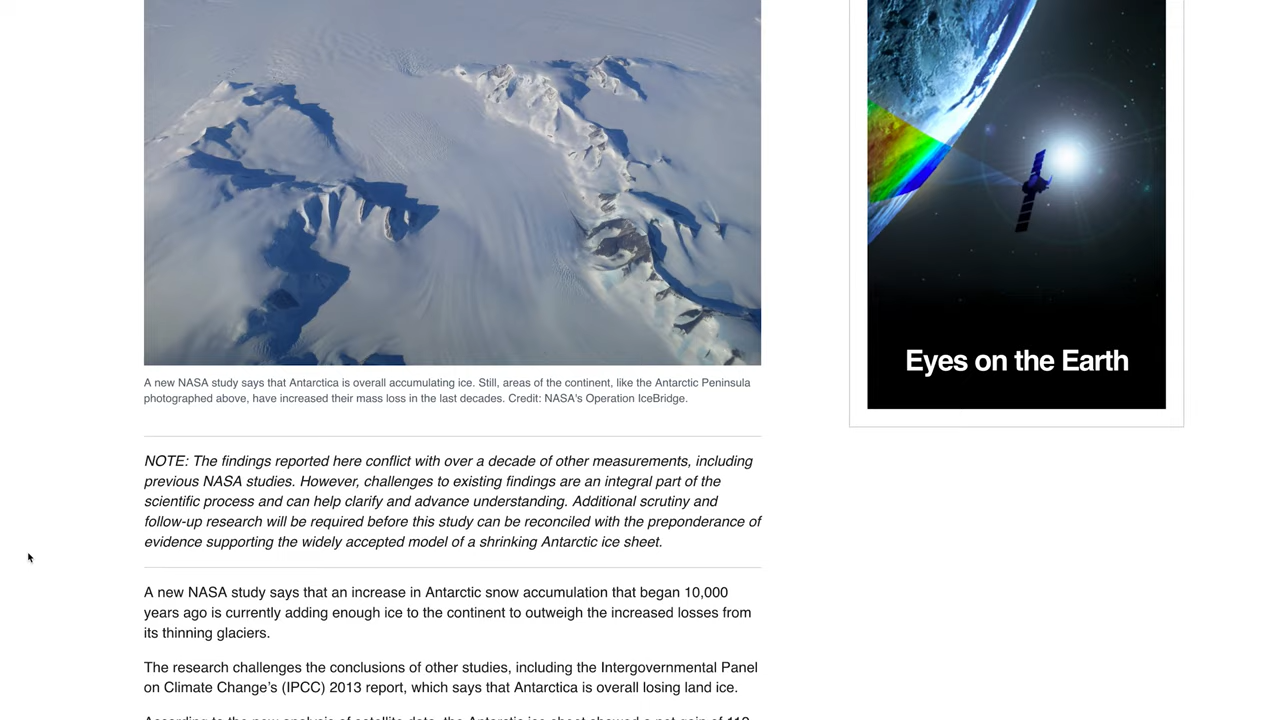 Eyes on the Earth
A new NASA study says that Antarctica is overall accumulating ice. Still, areas of the continent, like the Antarctic Peninsula
photographed above, have increased their mass loss in the last decades. Credit: NASA's Operation IceBridge.
NOTE: The findings reported here conflict with over a decade of other measurements, including
previous NASA studies. However, challenges to existing findings are an integral part of the
scientific process and can help clarify and advance understanding. Additional scrutiny and
follow-up research will be required before this study can be reconciled with the preponderance of
evidence supporting the widely accepted model of a shrinking Antarctic ice sheet.
A new NASA study says that an increase in Antarctic snow accumulation that began 10,000
years ago is currently adding enough ice to the continent to outweigh the increased losses from
its thinning glaciers.
The research challenges the conclusions of other studies, including the Intergovernmental Panel
on Climate Change's (IPCC) 2013 report, which says that Antarctica is overall losing land ice.